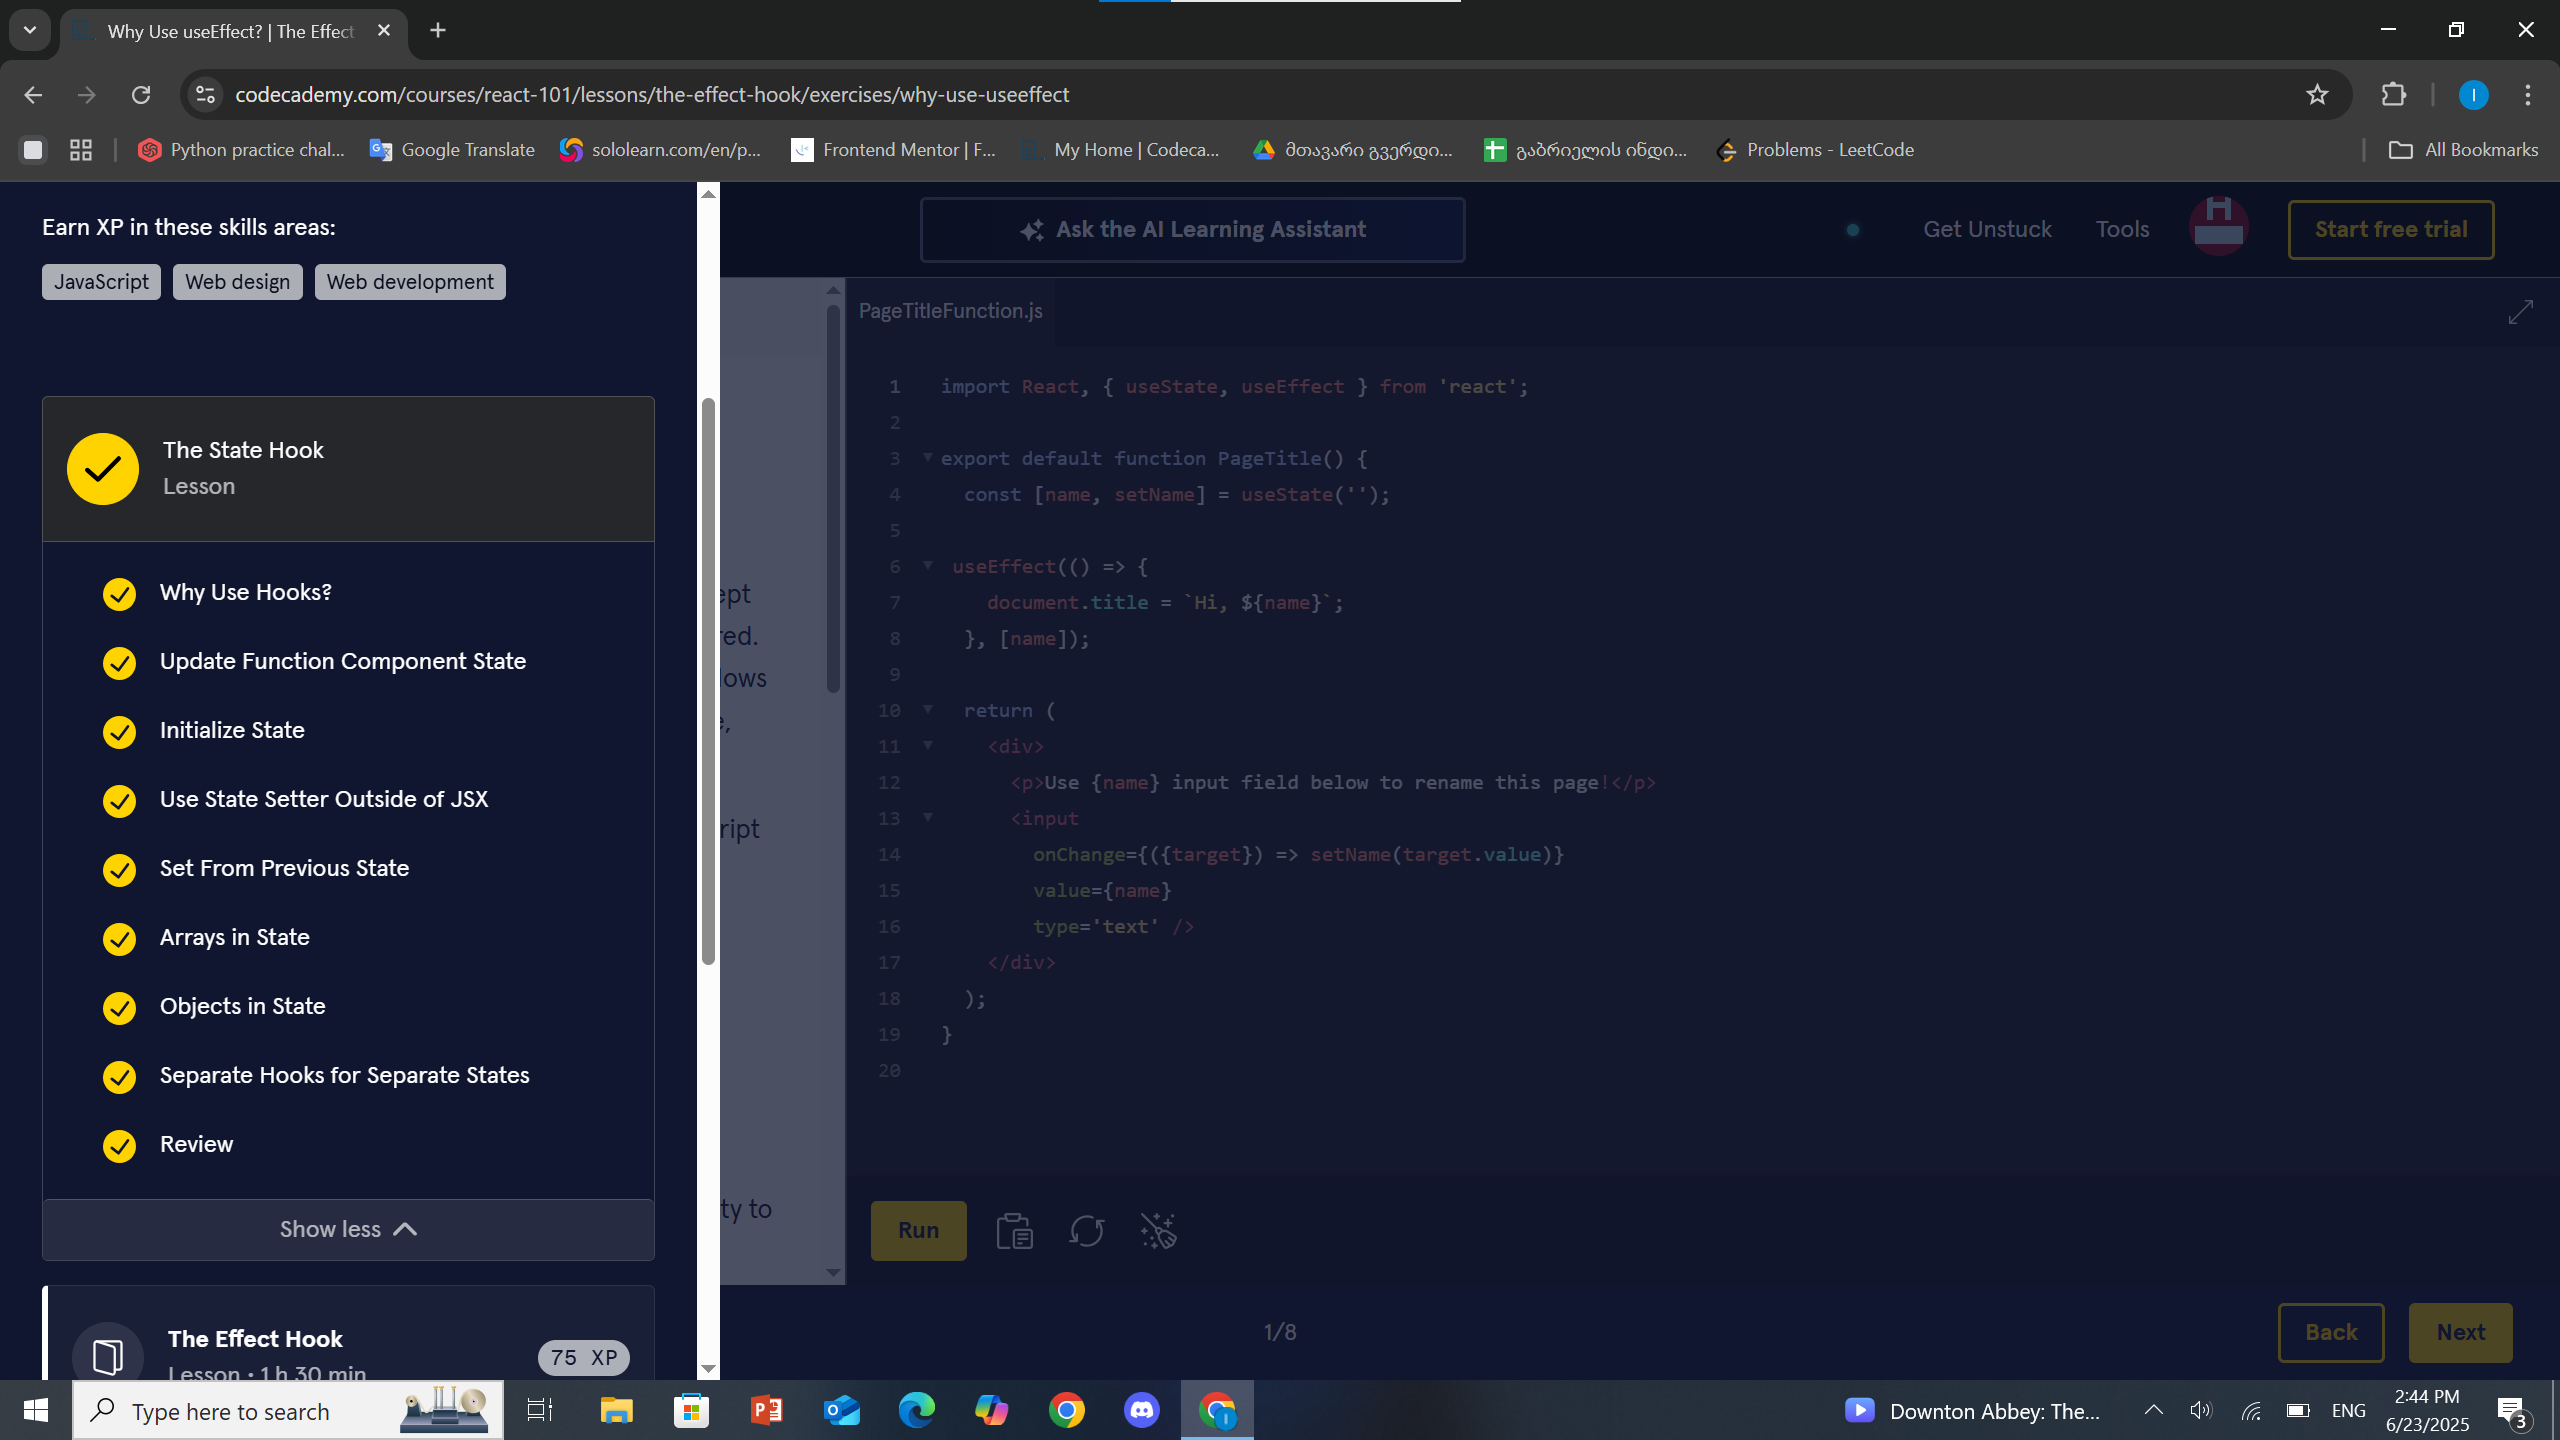 Why Use useEffect? | The Effect
codecademy.com/courses/react-101/lessons/the-effect-hook/exercises/why-use-useeffect
I
Python practice chal...
Google Translate
sololearn.com/en/p...
Frontend Mentor | F...
My Home | Codeca...
მთავარი გვერდი...
გაბრიელის ინდი...
Problems - LeetCode
All Bookmarks
Earn XP in these skills areas:
JavaScript
Web design
Web development
The State Hook
Lesson
Why Use Hooks?
Update Function Component State
Initialize State
Use State Setter Outside of JSX
Set From Previous State
Arrays in State
Objects in State
Separate Hooks for Separate States
Review
Show less
The Effect Hook
Lesson • 1 h 30 min
75 XP
Ask the AI Learning Assistant
Get Unstuck
Tools
Start free trial
ept
red.
lows
e,
ript
ty to
PageTitleFunction.js
1 import React, { useState, useEffect } from 'react';
2
3 export default function PageTitle() {
4 const [name, setName] = useState('');
5
6 useEffect(() => {
7 document.title = `Hi, ${name}`;
8 }, [name]);
9
10 return (
11 <div>
12 <p>Use {name} input field below to rename this page!</p>
13 <input
14 onChange={({target}) => setName(target.value)}
15 value={name}
16 type='text' />
17 </div>
18 );
19 }
20
Run
1/8
Back
Next
Type here to search
Downton Abbey: The...
ENG
2:44 PM
6/23/2025
3